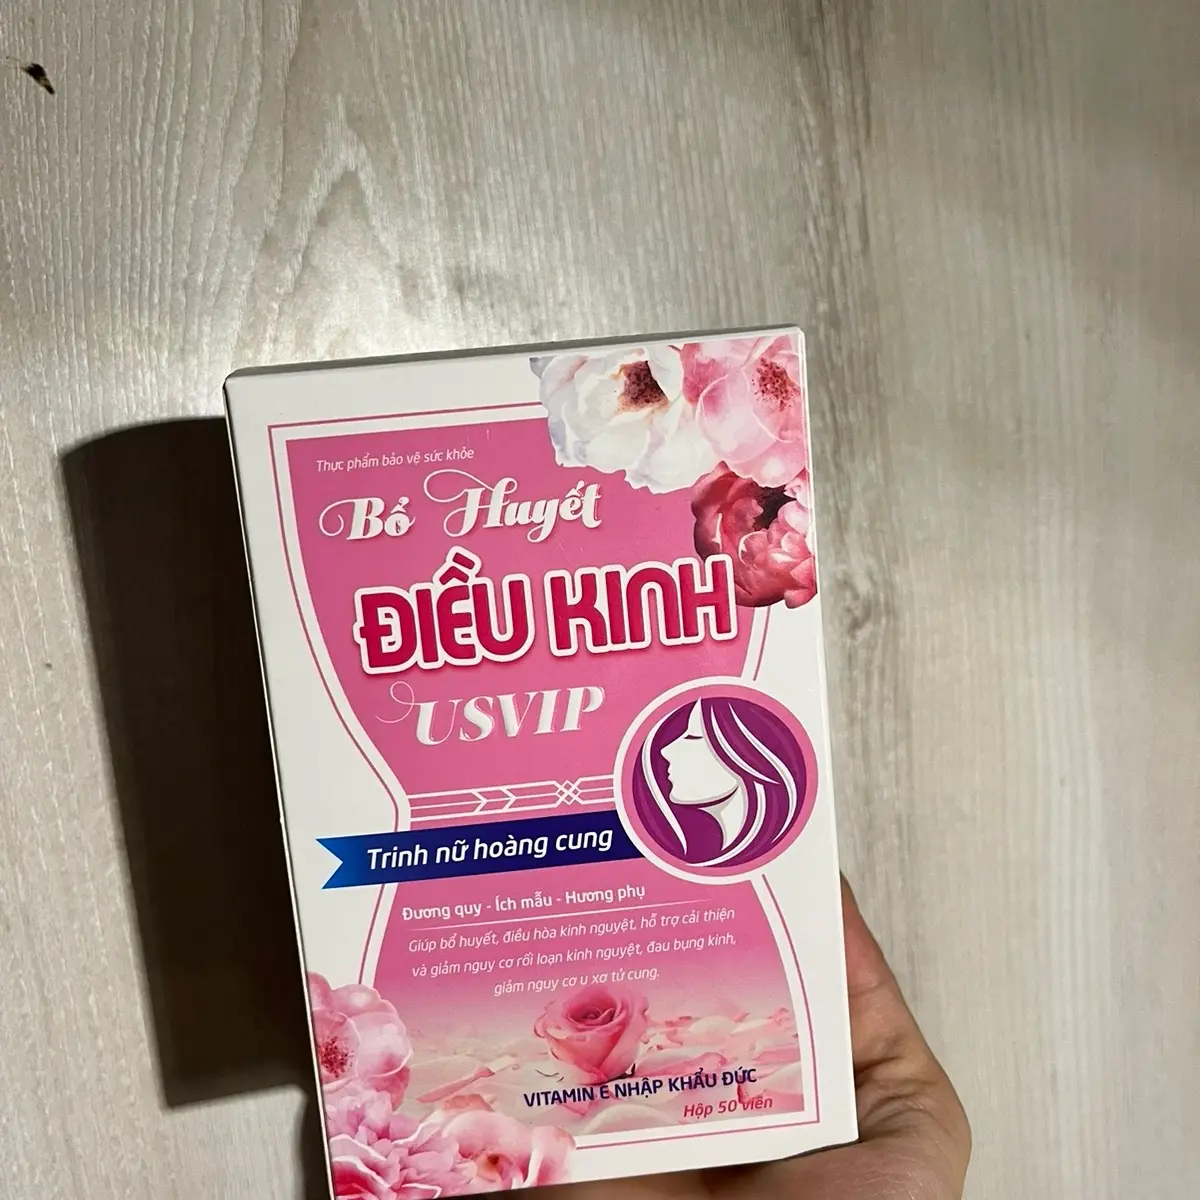 Thực phẩm bảo vệ sức khỏe
Bổ Huyết
ĐIỀU KINH
USVIP
Trinh nữ hoàng cung
Đương quy - Ích mẫu - Hương phụ
Giúp bổ huyết, điều hòa kinh nguyệt, hỗ trợ cải thiện
và giảm nguy cơ rối loạn kinh nguyệt, đau bụng kinh,
giảm nguy cơ u xơ tử cung.
VITAMIN E NHẬP KHẨU ĐỨC
Hộp 50 viên